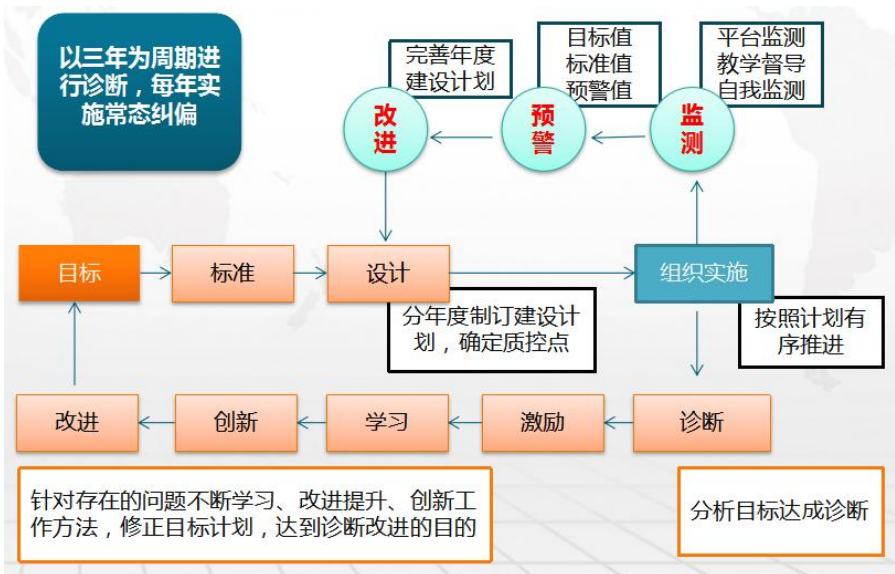 以三年为周期进
行诊断，每年实
施常态纠偏
完善年度
建设计划
目标值
标准值
预警值
平台监测
教学督导
自我监测
改
进
预
警
监
测
目标
标准
设计
组织实施
分年度制订建设计
划，确定质控点
按照计划有
序推进
改进
创新
学习
激励
诊断
针对存在的问题不断学习、改进提升、创新工
作方法，修正目标计划，达到诊断改进的目的
分析目标达成诊断